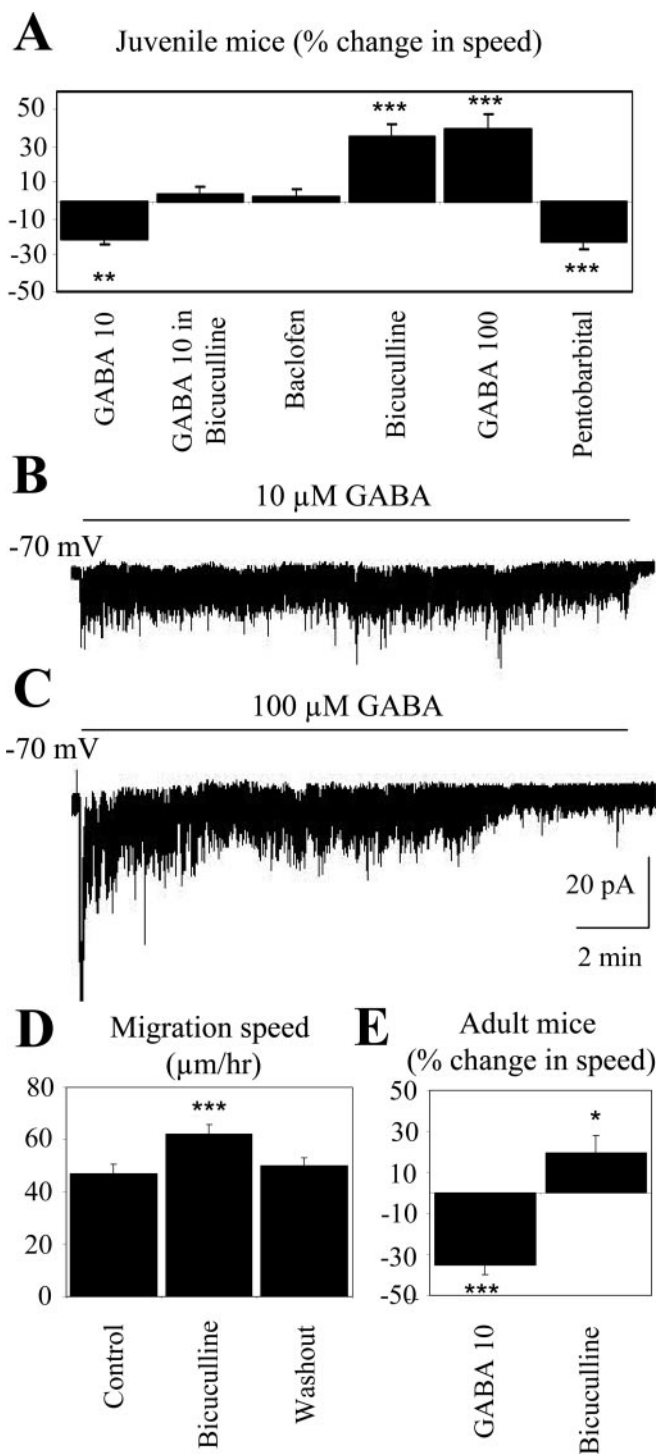 A
Juvenile mice (% change in speed)
50
30
10
-10
-30
-50
***
***
**
***
GABA 10
GABA 10 in
Bicuculline
Baclofen
Bicuculline
GABA 100
Pentobarbital
B
10 µM GABA
-70 mV
C
100 µM GABA
-70 mV
20 pA
2 min
D
Migration speed
(µm/hr)
80
60
40
20
0
***
Control
Bicuculline
Washout
E
Adult mice
(% change in speed)
50
30
10
-10
-30
-50
*
***
GABA 10
Bicuculline